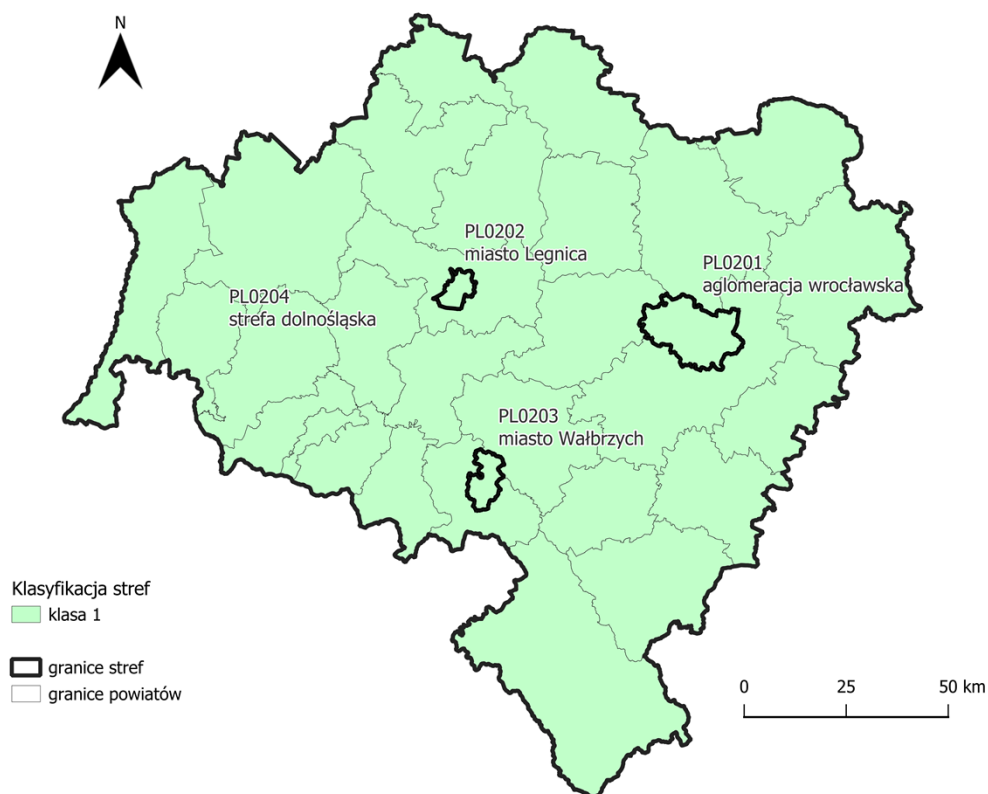 N
PL0202
miasto Legnica
PL0201
aglomeracja wrocławska
PL0204
strefa dolnośląska
PL0203
miasto Wałbrzych
Klasyfikacja stref
klasa 1
granice stref
granice powiatów
0 25 50 km